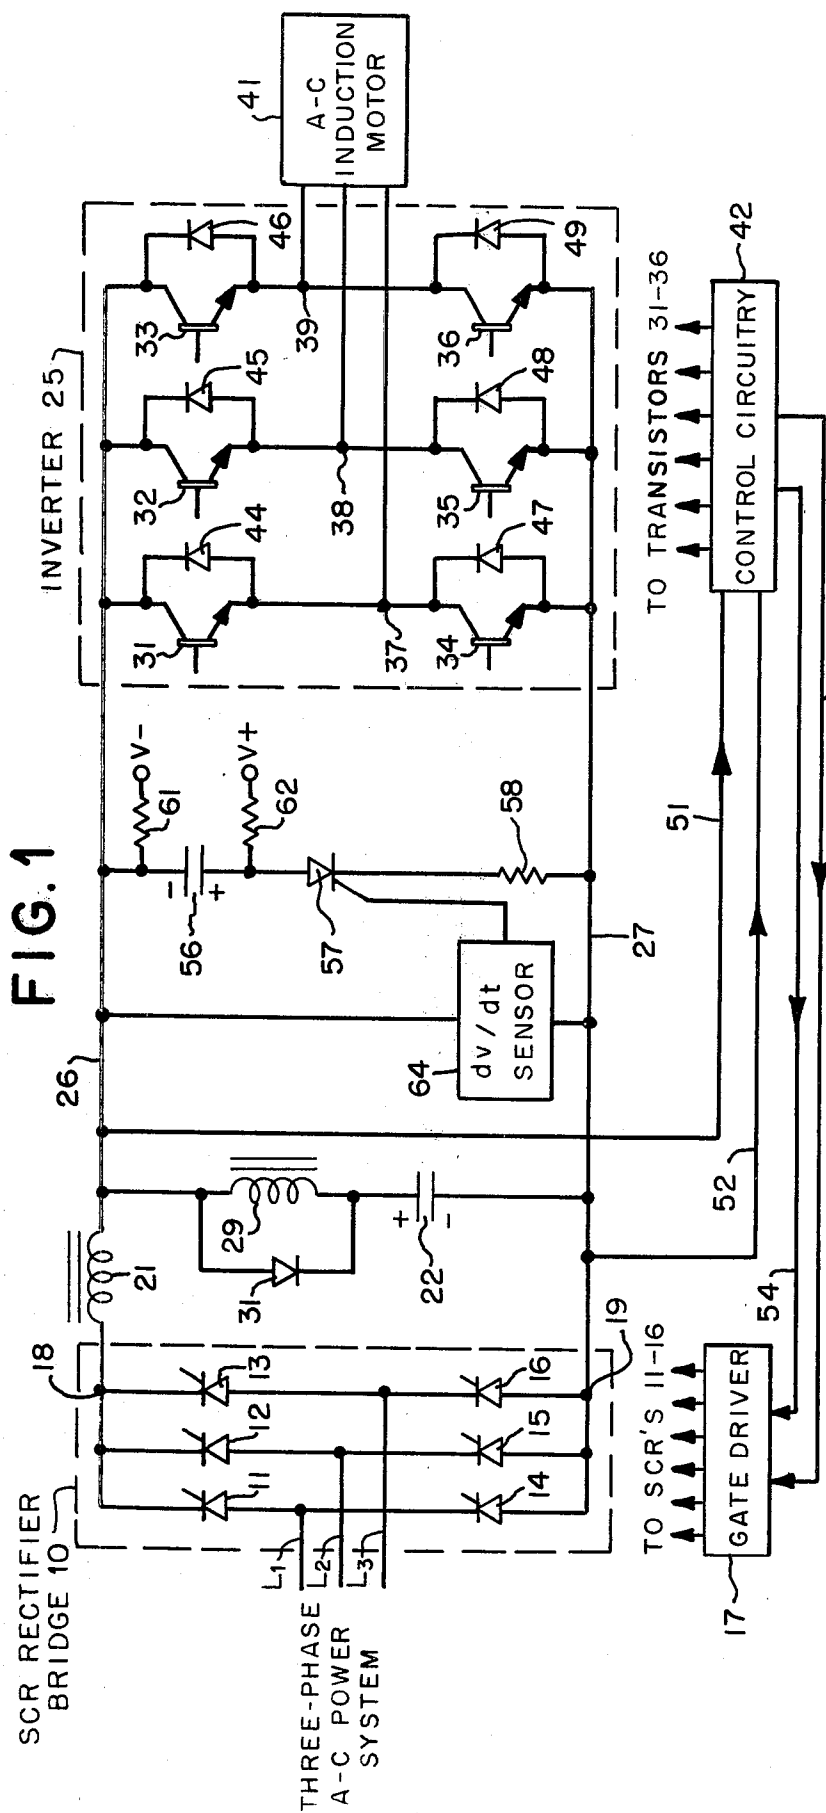 FIG.1
SCR RECTIFIER
BRIDGE 10
INVERTER 25
THREE-PHASE
A-C POWER
SYSTEM
L1
L2
L3
11
12
13
14
15
16
18
19
21
26
29
31
22
+
-
56
-
+
61
V-
62
V+
57
58
64
dv/dt
SENSOR
27
31
32
33
44
45
46
37
38
39
34
35
36
47
48
49
41
A-C
INDUCTION
MOTOR
51
52
54
TO SCR'S 11-16
GATE DRIVER
17
TO TRANSISTORS 31-36
CONTROL CIRCUITRY
42